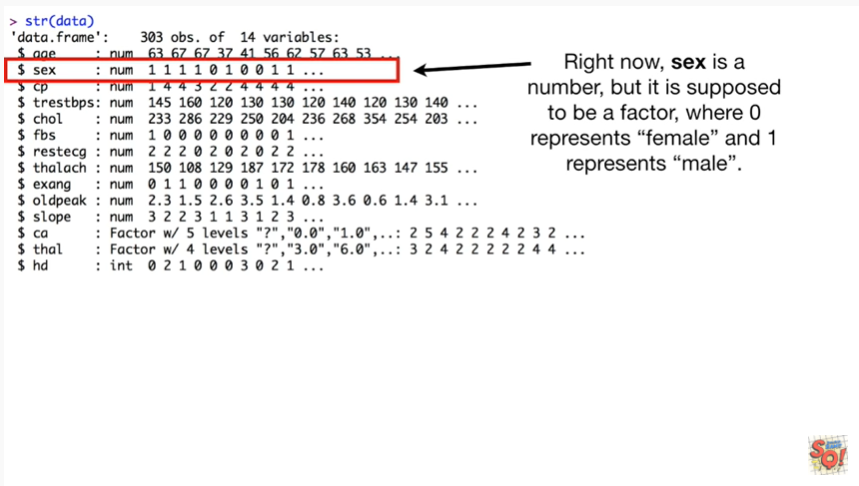 > str(data)
'data.frame':    303 obs. of  14 variables:
 $ age     : num  63 67 67 37 41 56 62 57 63 53 ...
 $ sex     : num  1 1 1 1 0 1 0 0 1 1 ...
 $ cp      : num  1 4 4 3 2 2 4 4 4 4 ...
 $ trestbps: num  145 160 120 130 130 120 140 120 130 140 ...
 $ chol    : num  233 286 229 250 204 236 268 354 254 203 ...
 $ fbs     : num  1 0 0 0 0 0 0 0 0 1 ...
 $ restecg : num  2 2 2 0 2 0 2 0 2 2 ...
 $ thalach : num  150 108 129 187 172 178 160 163 147 155 ...
 $ exang   : num  0 1 1 0 0 0 0 1 0 1 ...
 $ oldpeak : num  2.3 1.5 2.6 3.5 1.4 0.8 3.6 0.6 1.4 3.1 ...
 $ slope   : num  3 2 2 3 1 1 3 1 2 3 ...
 $ ca      : Factor w/ 5 levels "?","0.0","1.0",..: 2 5 4 2 2 2 4 2 3 2 ...
 $ thal    : Factor w/ 4 levels "?","3.0","6.0",..: 3 2 4 2 2 2 2 2 4 4 ...
 $ hd      : int  0 2 1 0 0 0 3 0 2 1 ...
Right now, sex is a
number, but it is supposed
to be a factor, where 0
represents “female” and 1
represents “male”.
SQ!